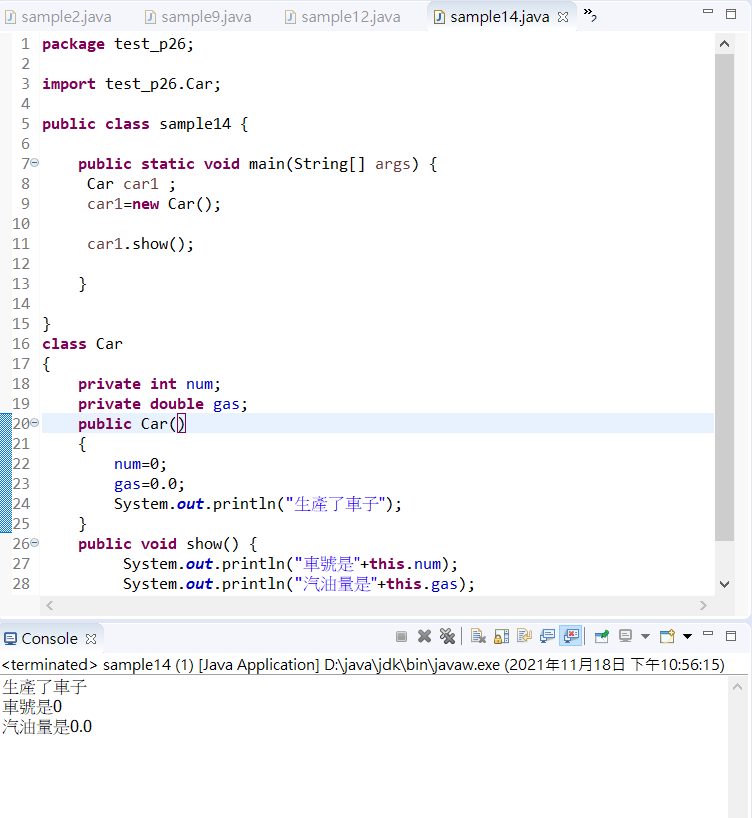 sample2.java sample9.java sample12.java sample14.java »2
1 package test_p26;
2
3 import test_p26.Car;
4
5 public class sample14 {
6
7 public static void main(String[] args) {
8 Car car1 ;
9 car1=new Car();
10
11 car1.show();
12
13 }
14
15 }
16 class Car
17 {
18 private int num;
19 private double gas;
20 public Car()
21 {
22 num=0;
23 gas=0.0;
24 System.out.println("生產了車子");
25 }
26 public void show() {
27 System.out.println("車號是"+this.num);
28 System.out.println("汽油量是"+this.gas);
Console
<terminated> sample14 (1) [Java Application] D:\java\jdk\bin\javaw.exe (2021年11月18日 下午10:56:15)
生產了車子
車號是0
汽油量是0.0